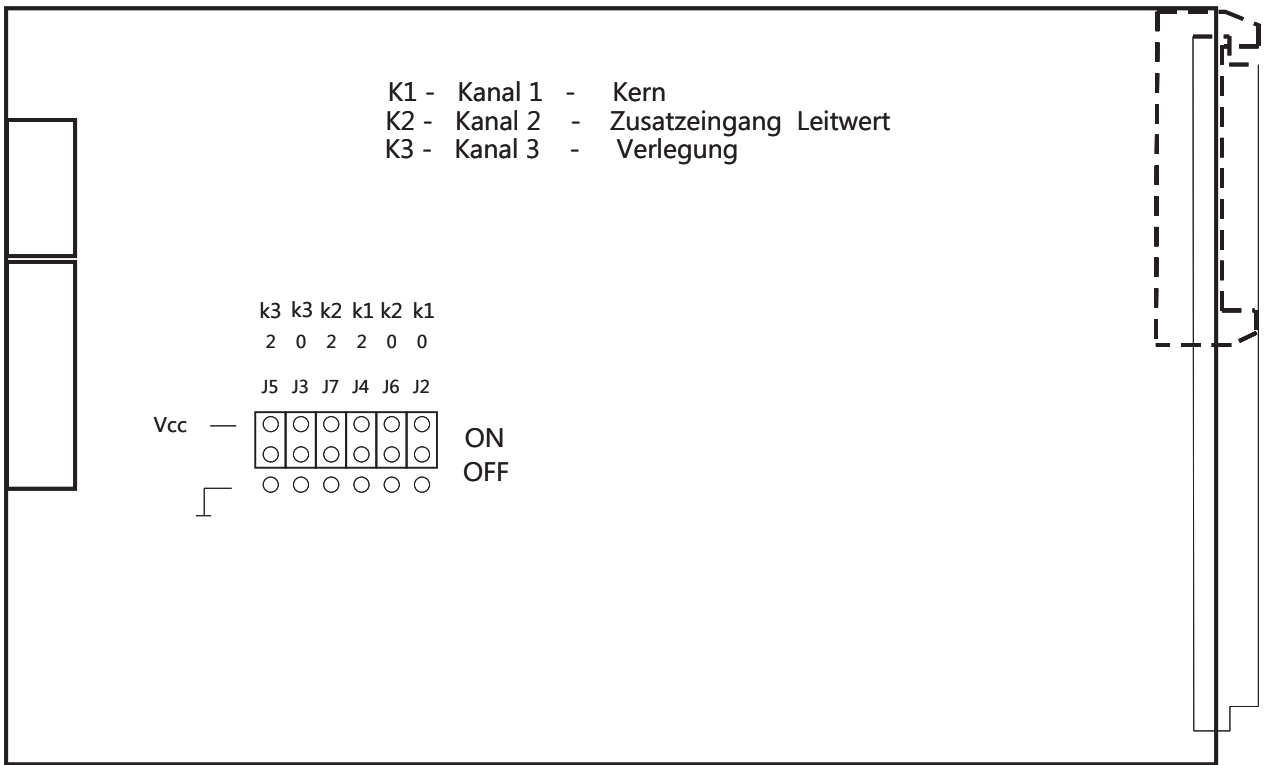 K1 - Kanal 1 - Kern
K2 - Kanal 2 - Zusatzeingang Leitwert
K3 - Kanal 3 - Verlegung
k3 k3 k2 k1 k2 k1
2 0 2 2 0 0
J5 J3 J7 J4 J6 J2
Vcc
ON
OFF